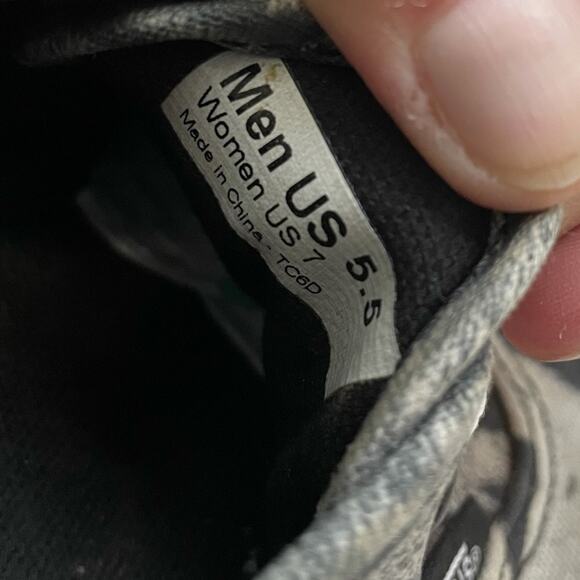 Men US 5.5
Women US 7
Made in China - TC6D